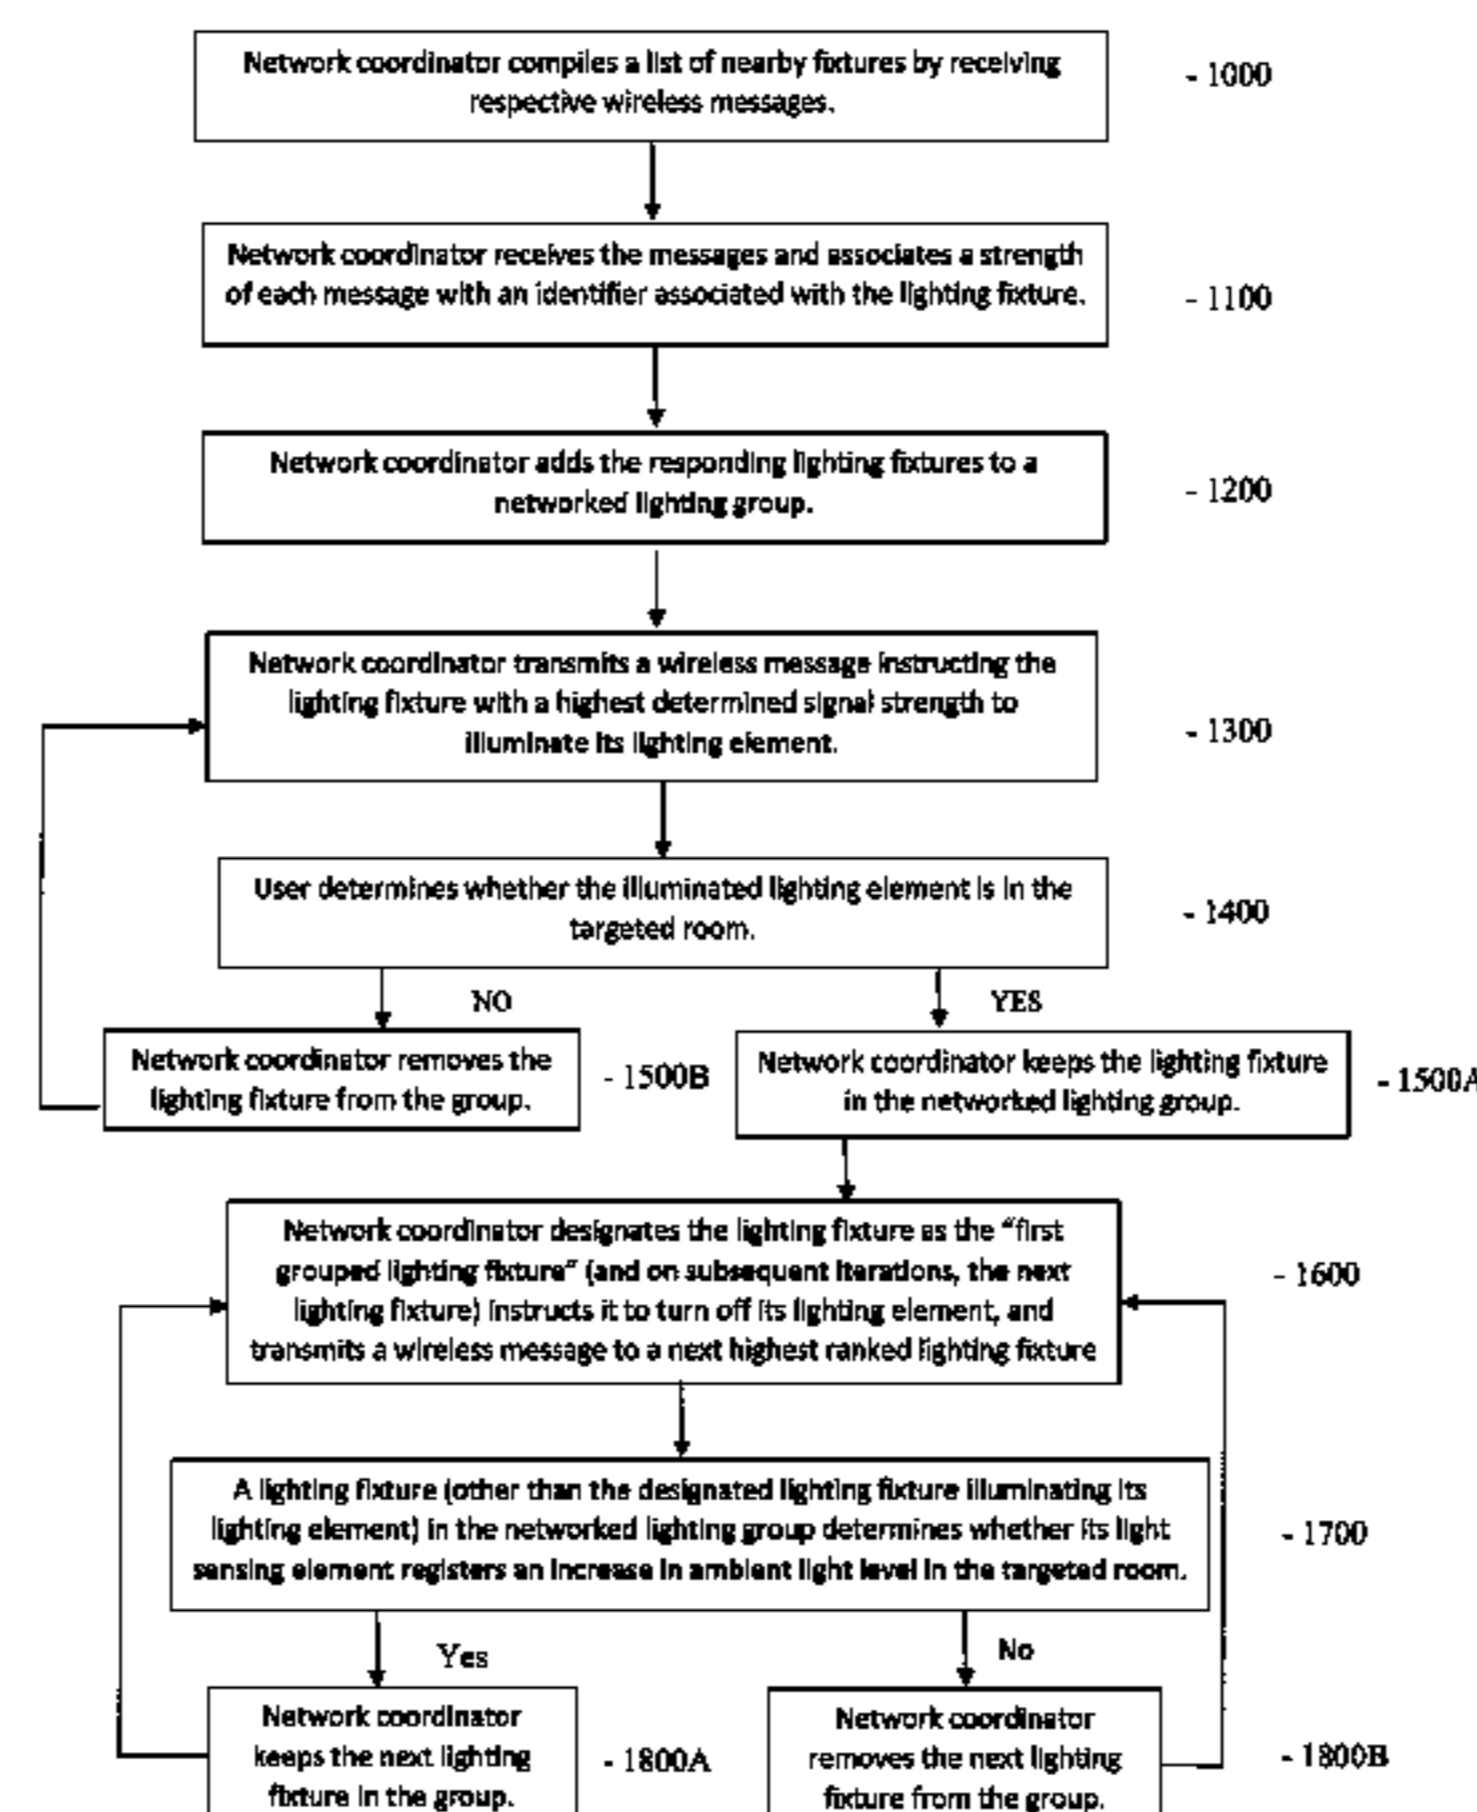 Network coordinator compiles a list of nearby fixtures by receiving
respective wireless messages.
- 1000
Network coordinator receives the messages and associates a strength
of each message with an identifier associated with the lighting fixture.
- 1100
Network coordinator adds the responding lighting fixtures to a
networked lighting group.
- 1200
Network coordinator transmits a wireless message instructing the
lighting fixture with a highest determined signal strength to
illuminate its lighting element.
- 1300
User determines whether the illuminated lighting element is in the
targeted room.
- 1400
NO
YES
Network coordinator removes the
lighting fixture from the group.
- 1500B
Network coordinator keeps the lighting fixture
in the networked lighting group.
- 1500A
Network coordinator designates the lighting fixture as the "first
grouped lighting fixture" (and on subsequent iterations, the next
lighting fixture) instructs it to turn off its lighting element, and
transmits a wireless message to a next highest ranked lighting fixture
- 1600
A lighting fixture (other than the designated lighting fixture illuminating its
lighting element) in the networked lighting group determines whether its light
sensing element registers an increase in ambient light level in the targeted room.
- 1700
Yes
No
Network coordinator
keeps the next lighting
fixture in the group.
- 1800A
Network coordinator
removes the next lighting
fixture from the group.
- 1800B